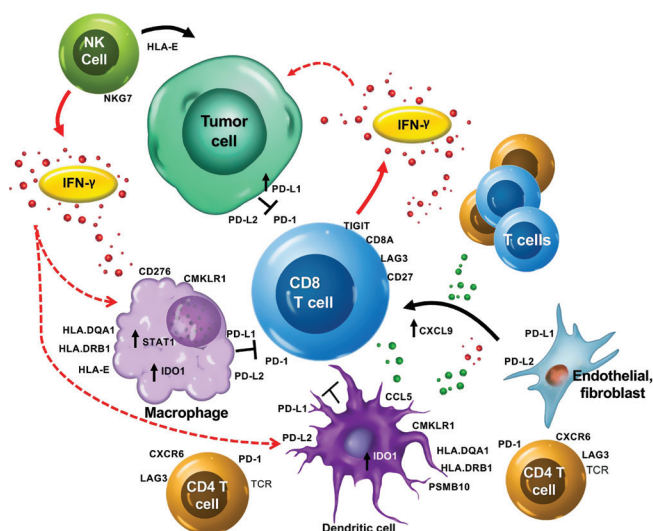 NK
Cell
HLA-E
NKG7
IFN-γ
Tumor
cell
PD-L1
PD-L2
PD-1
IFN-γ
T cells
TIGIT
CD8A
LAG3
CD27
CD8
T cell
CD276
CMKLR1
HLA.DQA1
HLA.DRB1
HLA-E
STAT1
IDO1
PD-L1
PD-1
PD-L2
Macrophage
CXCL9
PD-L1
PD-L2
Endothelial,
fibroblast
PD-L1
PD-L2
CCL5
CMKLR1
HLA.DQA1
HLA.DRB1
PSMB10
IDO1
Dendritic cell
CXCR6
PD-1
LAG3
TCR
CD4 T
cell
PD-1
CXCR6
LAG3
TCR
CD4 T
cell